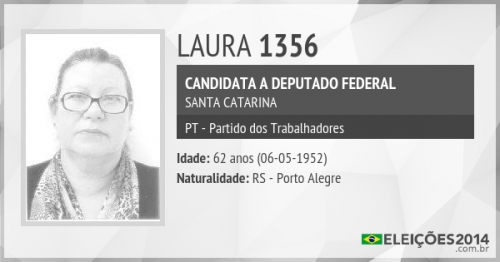 LAURA 1356
CANDIDATA A DEPUTADO FEDERAL
SANTA CATARINA
PT - Partido dos Trabalhadores
Idade: 62 anos (06-05-1952)
Naturalidade: RS - Porto Alegre
ELEIÇÕES2014
.com.br